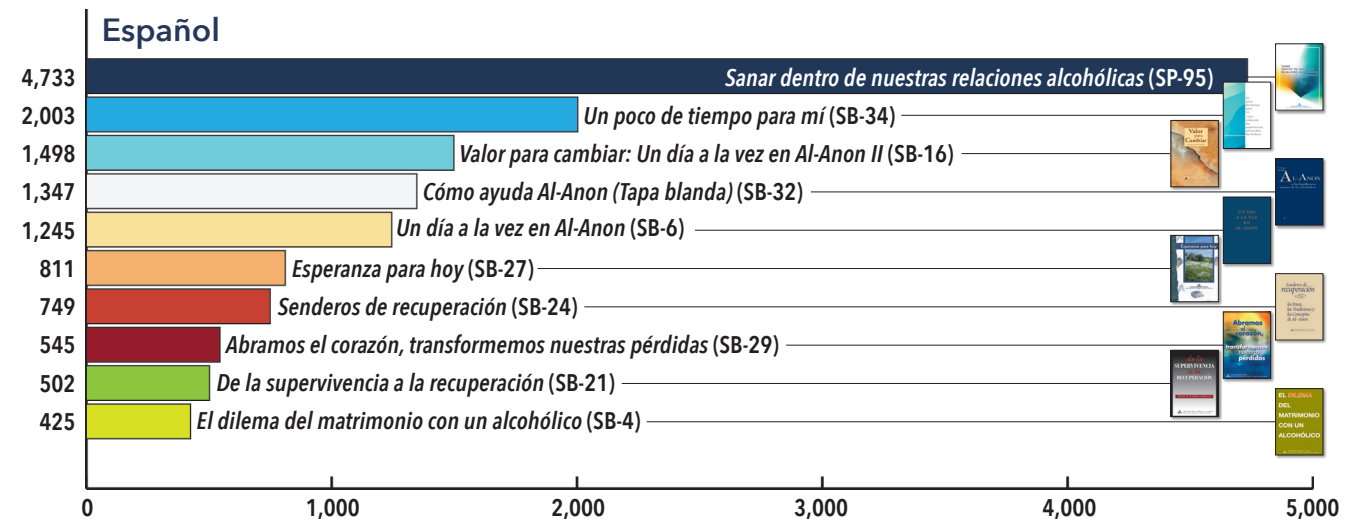 Español
4,733 Sanar dentro de nuestras relaciones alcohólicas (SP-95)
2,003 Un poco de tiempo para mí (SB-34)
1,498 Valor para cambiar: Un día a la vez en Al-Anon II (SB-16)
1,347 Cómo ayuda Al-Anon (Tapa blanda) (SB-32)
1,245 Un día a la vez en Al-Anon (SB-6)
811 Esperanza para hoy (SB-27)
749 Senderos de recuperación (SB-24)
545 Abramos el corazón, transformemos nuestras pérdidas (SB-29)
502 De la supervivencia a la recuperación (SB-21)
425 El dilema del matrimonio con un alcohólico (SB-4)
0 1,000 2,000 3,000 4,000 5,000
Valor
para
Cambiar
AL-ANON
UN DIA
A LA VEZ
EN
AL-ANON
Esperanza para hoy
Senderos de
recuperación
Abramos
el
corazón,
transformemos
nuestras
pérdidas
SUPERVIVENCIA
RECUPERACIÓN
EL DILEMA
DEL
MATRIMONIO
CON UN
ALCOHÓLICO